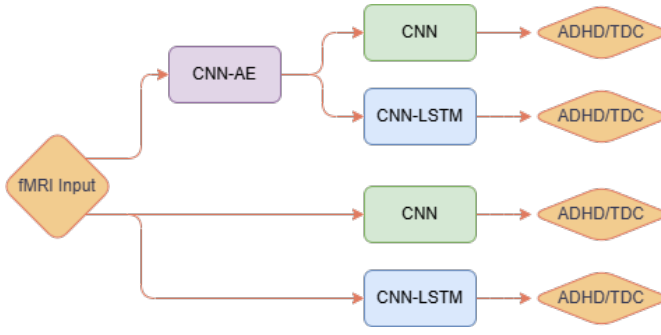 CNN
ADHD/TDC
CNN-AE
CNN-LSTM
ADHD/TDC
fMRI Input
CNN
ADHD/TDC
CNN-LSTM
ADHD/TDC